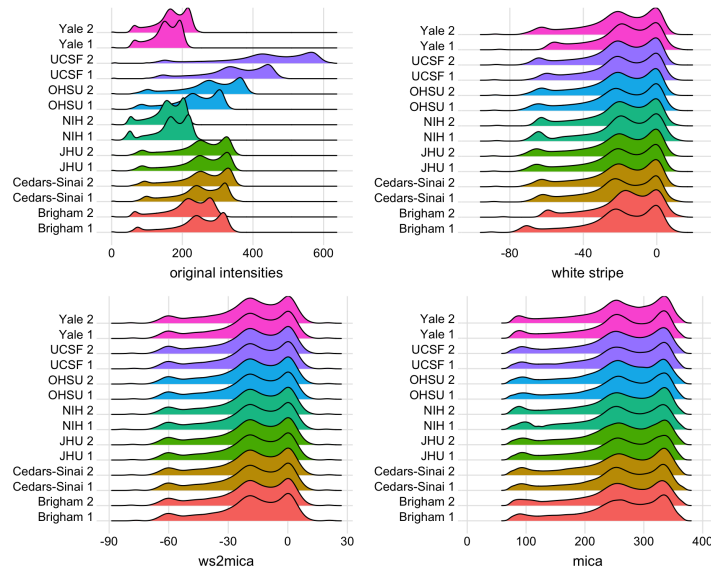 Yale 2
Yale 1
UCSF 2
UCSF 1
OHSU 2
OHSU 1
NIH 2
NIH 1
JHU 2
JHU 1
Cedars-Sinai 2
Cedars-Sinai 1
Brigham 2
Brigham 1
0 200 400 600
original intensities
Yale 2
Yale 1
UCSF 2
UCSF 1
OHSU 2
OHSU 1
NIH 2
NIH 1
JHU 2
JHU 1
Cedars-Sinai 2
Cedars-Sinai 1
Brigham 2
Brigham 1
-80 -40 0
white stripe
Yale 2
Yale 1
UCSF 2
UCSF 1
OHSU 2
OHSU 1
NIH 2
NIH 1
JHU 2
JHU 1
Cedars-Sinai 2
Cedars-Sinai 1
Brigham 2
Brigham 1
-90 -60 -30 0 30
ws2mica
Yale 2
Yale 1
UCSF 2
UCSF 1
OHSU 2
OHSU 1
NIH 2
NIH 1
JHU 2
JHU 1
Cedars-Sinai 2
Cedars-Sinai 1
Brigham 2
Brigham 1
0 100 200 300 400
mica